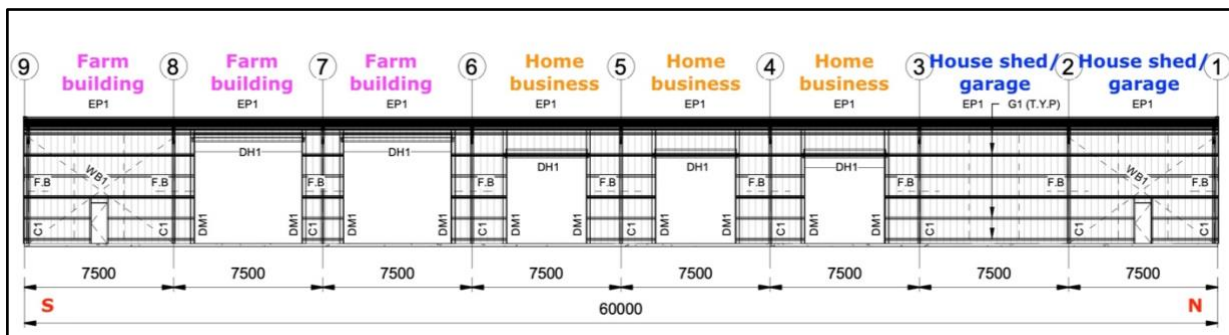 Farm Farm Farm Home Home Home House shed/ House shed/
9 building 8 building 7 building 6 business 5 business 4 business 3 garage 2 garage 1
EP1 EP1 EP1 EP1 EP1 EP1 EP1 G1 (T.Y.P) EP1
DH1 DH1 DH1 DH1 DH1
WB1 WB1
F.B F.B F.B F.B F.B F.B F.B F.B F.B
C1 C1 DM1 DM1 C1 DM1 DM1 C1 DM1 DM1 C1 DM1 DM1 C1 DM1 DM1 C1 C1 C1
7500 7500 7500 7500 7500 7500 7500 7500
S 60000 N